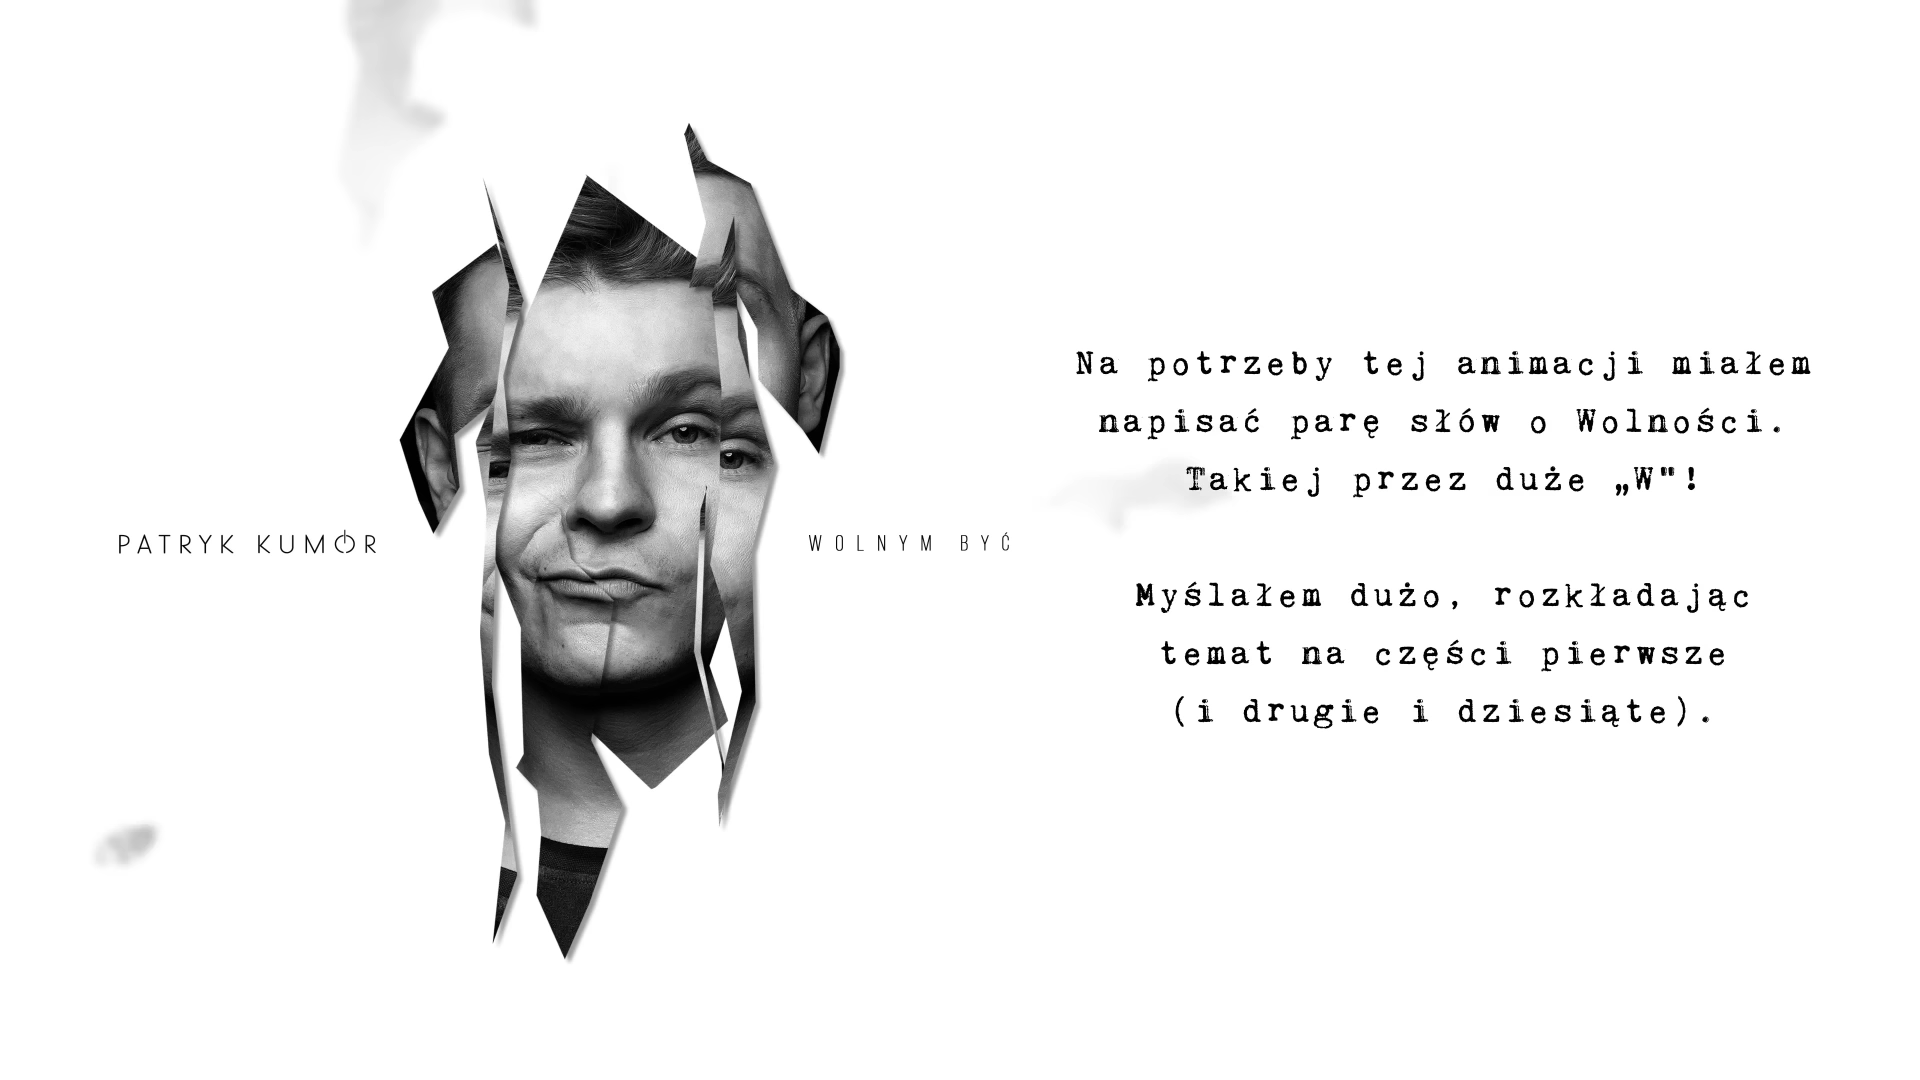 PATRYK KUMÓR
WOLNYM BYĆ
Na potrzeby tej animacji miałem
napisać parę słów o Wolności.
Takiej przez duże „W"!
Myślałem dużo, rozkładając
temat na części pierwsze
(i drugie i dziesiąte).